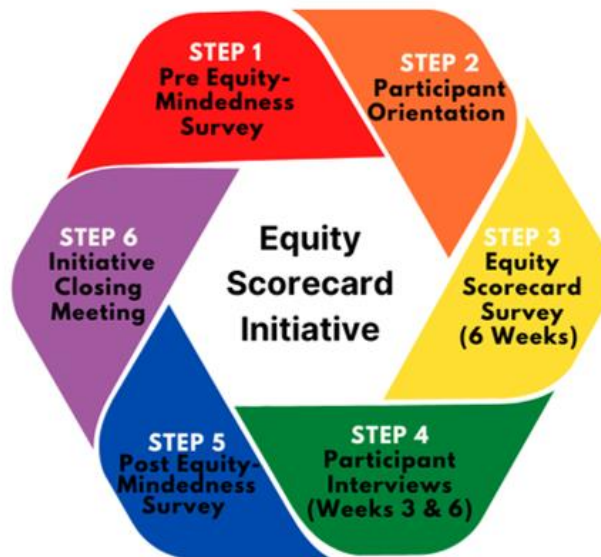 STEP 1
Pre Equity-
Mindedness
Survey
STEP 2
Participant
Orientation
STEP 3
Equity
Scorecard
Survey
(6 Weeks)
STEP 4
Participant
Interviews
(Weeks 3 & 6)
STEP 5
Post Equity-
Mindedness
Survey
STEP 6
Initiative
Closing
Meeting
Equity
Scorecard
Initiative